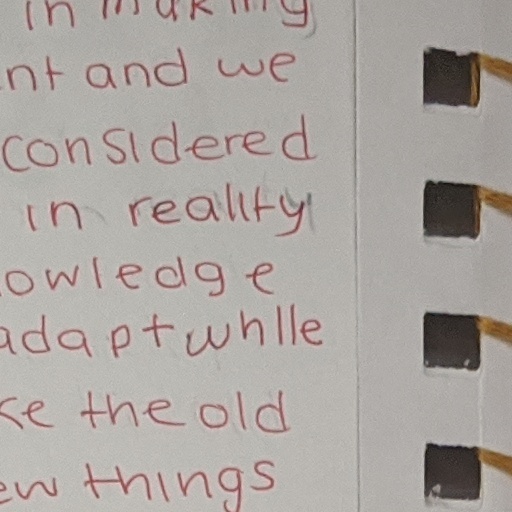 in making
nt and we
considered
in reality
owledge
adapt while
ke the old
ew things